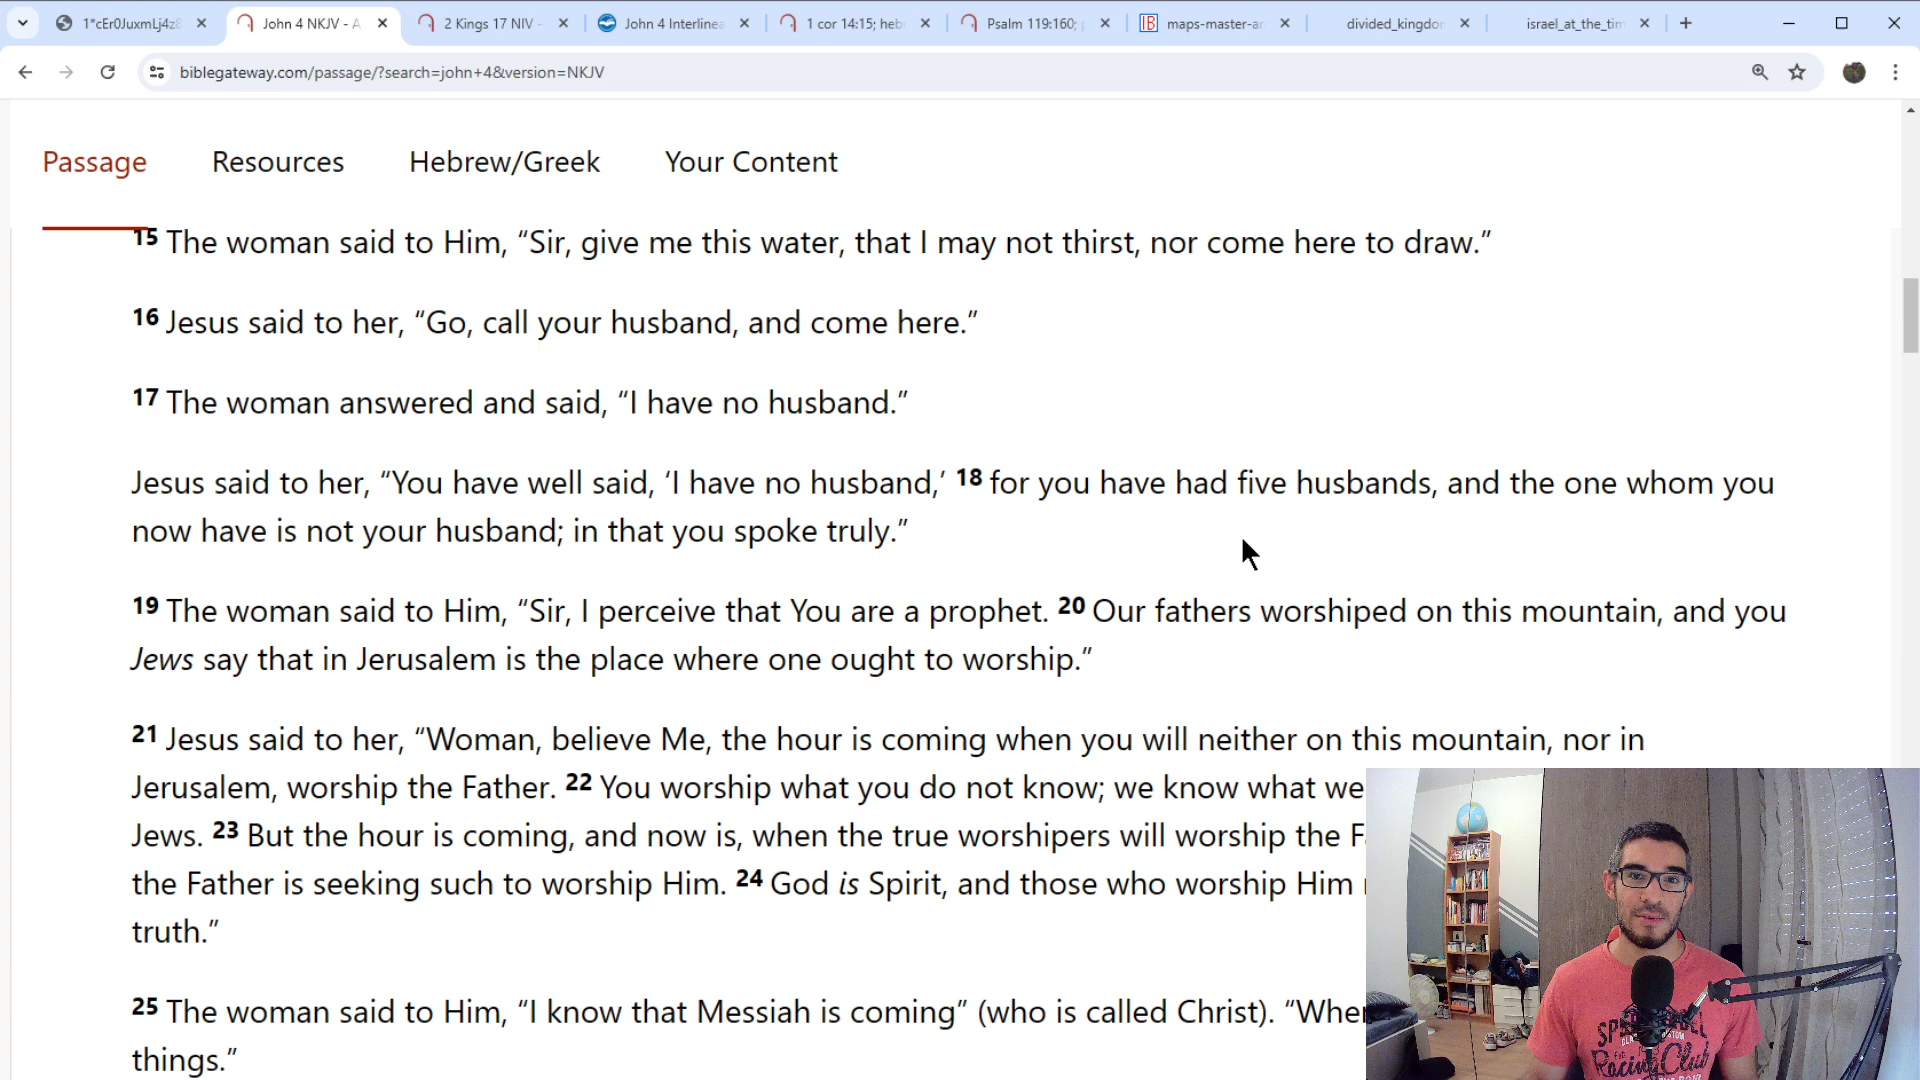 1*cEr0JuxmLj4z8
John 4 NKJV - A
2 Kings 17 NIV -
John 4 Interlinea
1 cor 14:15; heb
Psalm 119:160;
maps-master-ar
divided_kingdor
israel_at_the_tim
biblegateway.com/passage/?search=john+4&version=NKJV
Passage Resources Hebrew/Greek Your Content
15 The woman said to Him, “Sir, give me this water, that I may not thirst, nor come here to draw.”
16 Jesus said to her, “Go, call your husband, and come here.”
17 The woman answered and said, “I have no husband.”
Jesus said to her, “You have well said, ‘I have no husband,’ 18 for you have had five husbands, and the one whom you
now have is not your husband; in that you spoke truly.”
19 The woman said to Him, “Sir, I perceive that You are a prophet. 20 Our fathers worshiped on this mountain, and you
Jews say that in Jerusalem is the place where one ought to worship.”
21 Jesus said to her, “Woman, believe Me, the hour is coming when you will neither on this mountain, nor in
Jerusalem, worship the Father. 22 You worship what you do not know; we know what we
Jews. 23 But the hour is coming, and now is, when the true worshipers will worship the F
the Father is seeking such to worship Him. 24 God is Spirit, and those who worship Him
truth.”
25 The woman said to Him, “I know that Messiah is coming” (who is called Christ). “When
things.”
Racing Club